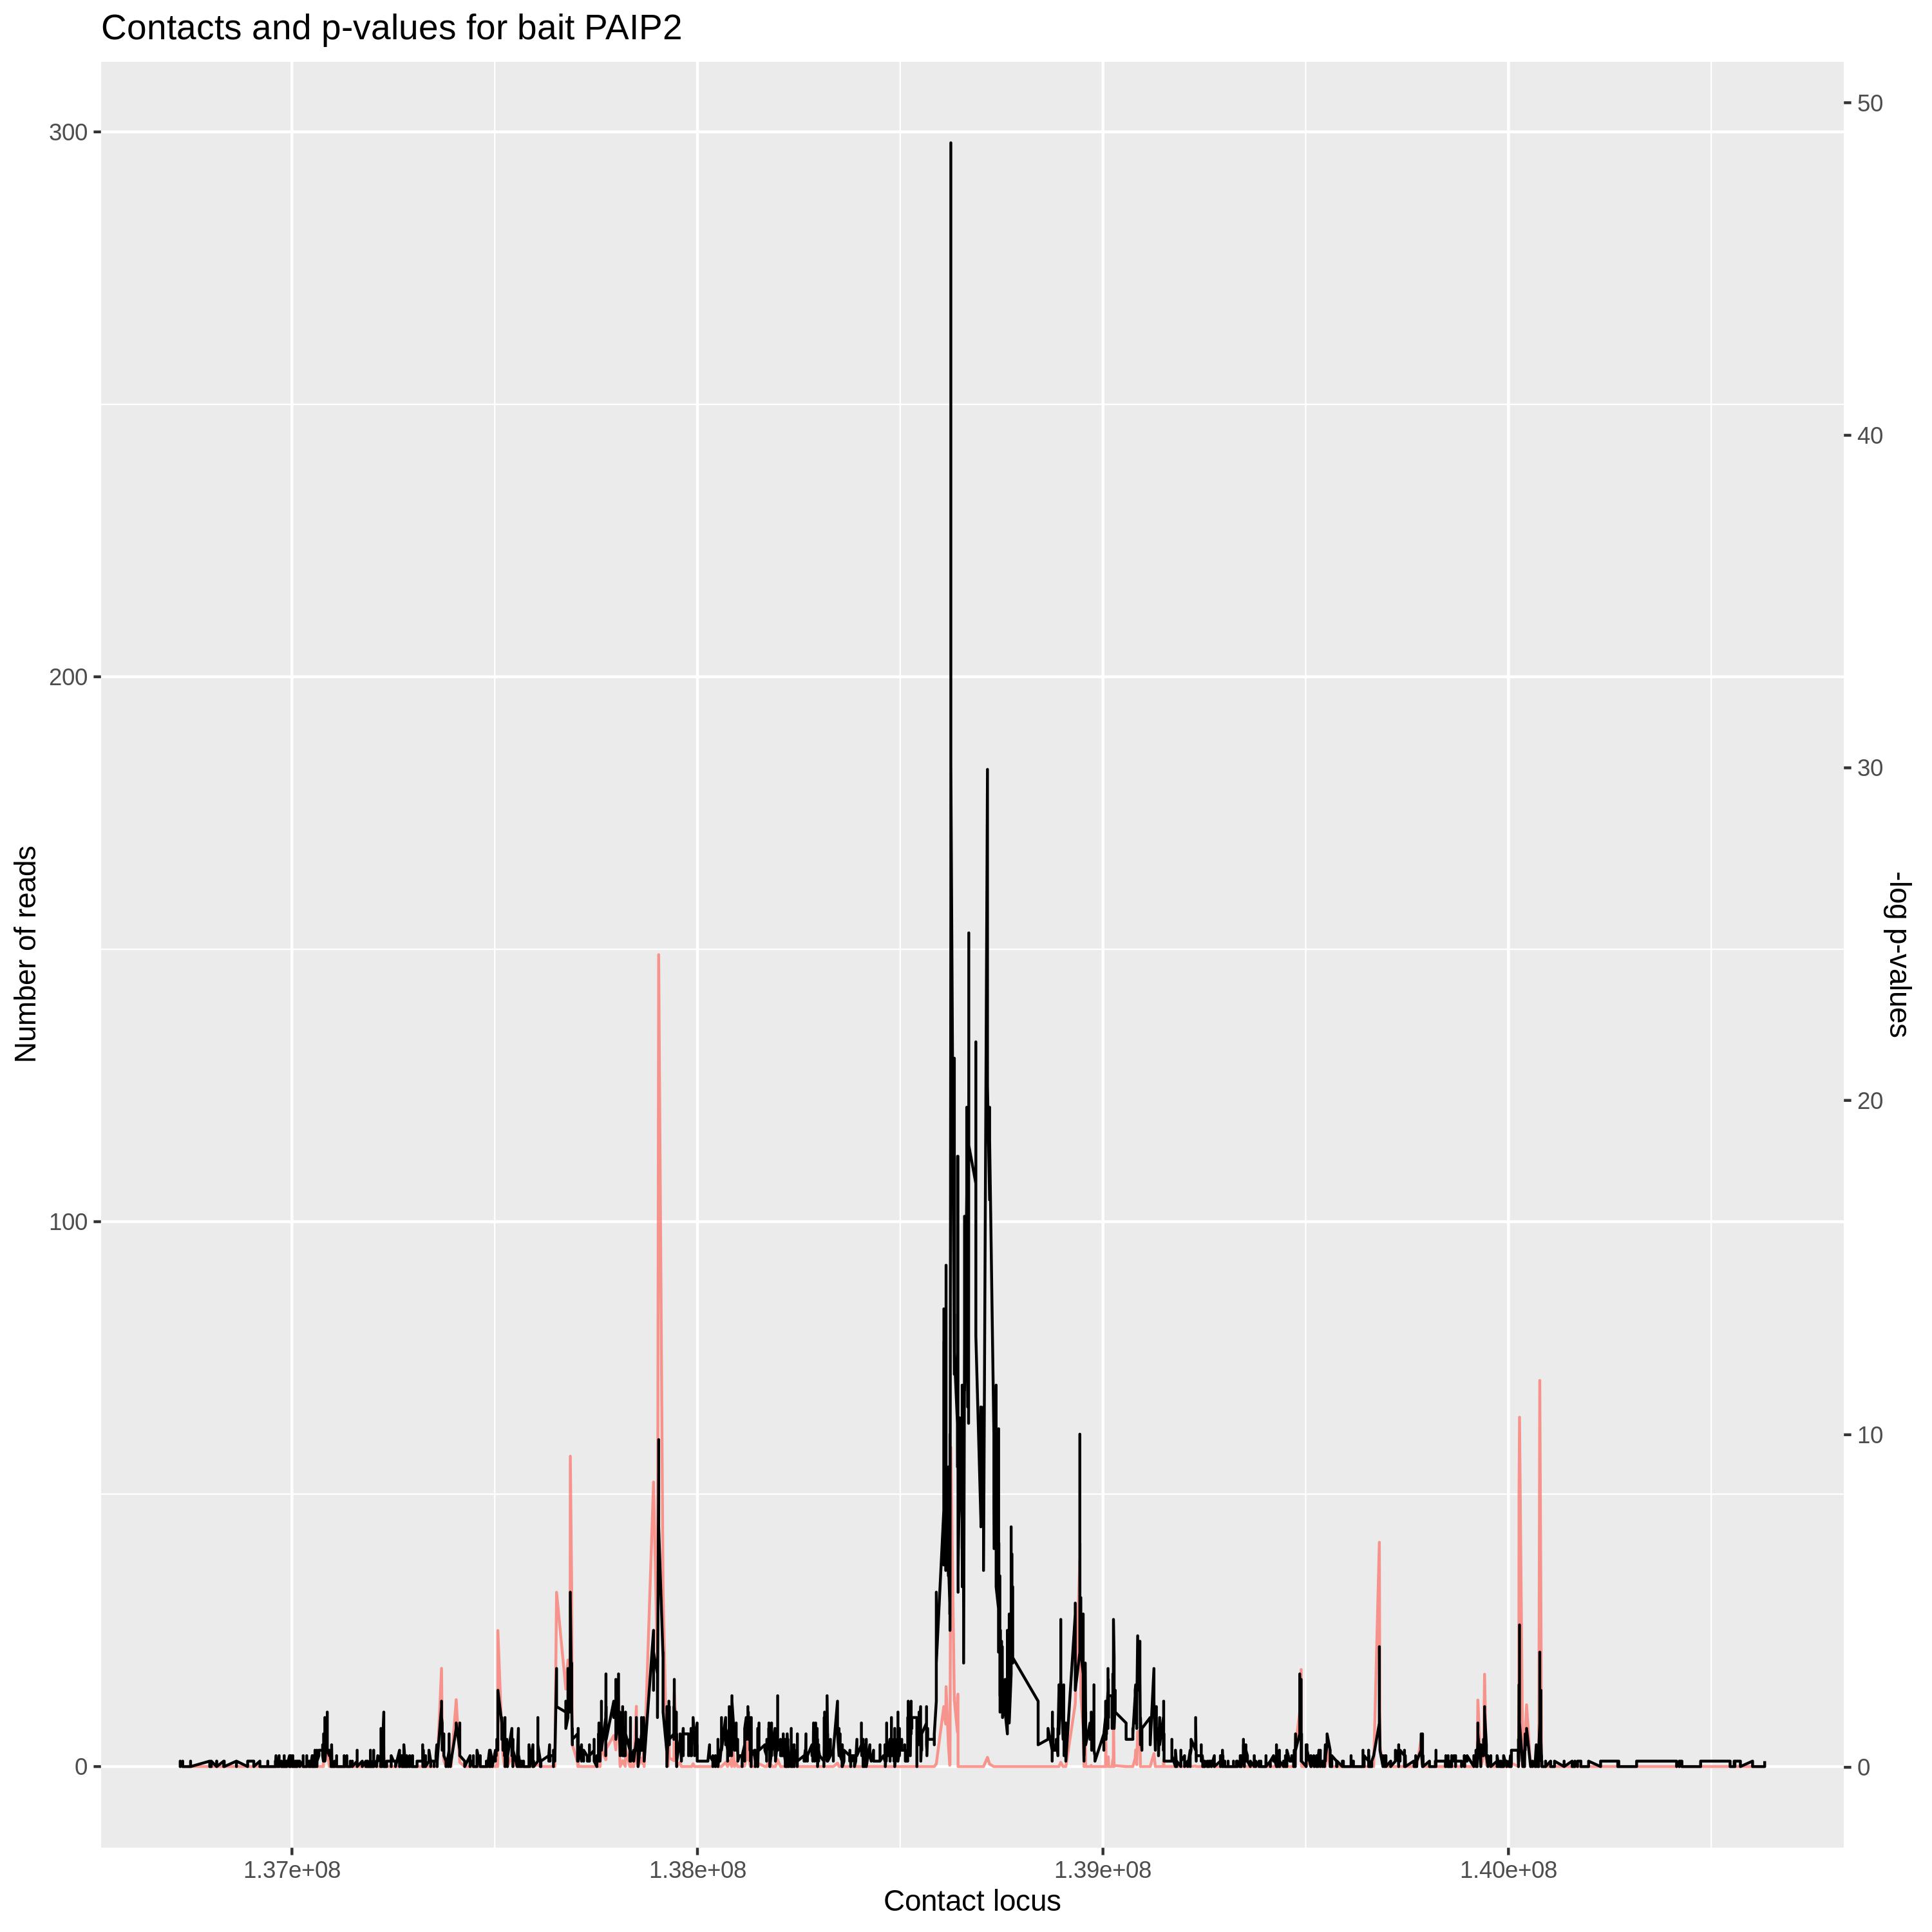 Contacts and p-values for bait PAIP2
300
200
100
0
Number of reads
50
40
30
20
10
0
-log p-values
1.37e+08
1.38e+08
1.39e+08
1.40e+08
Contact locus